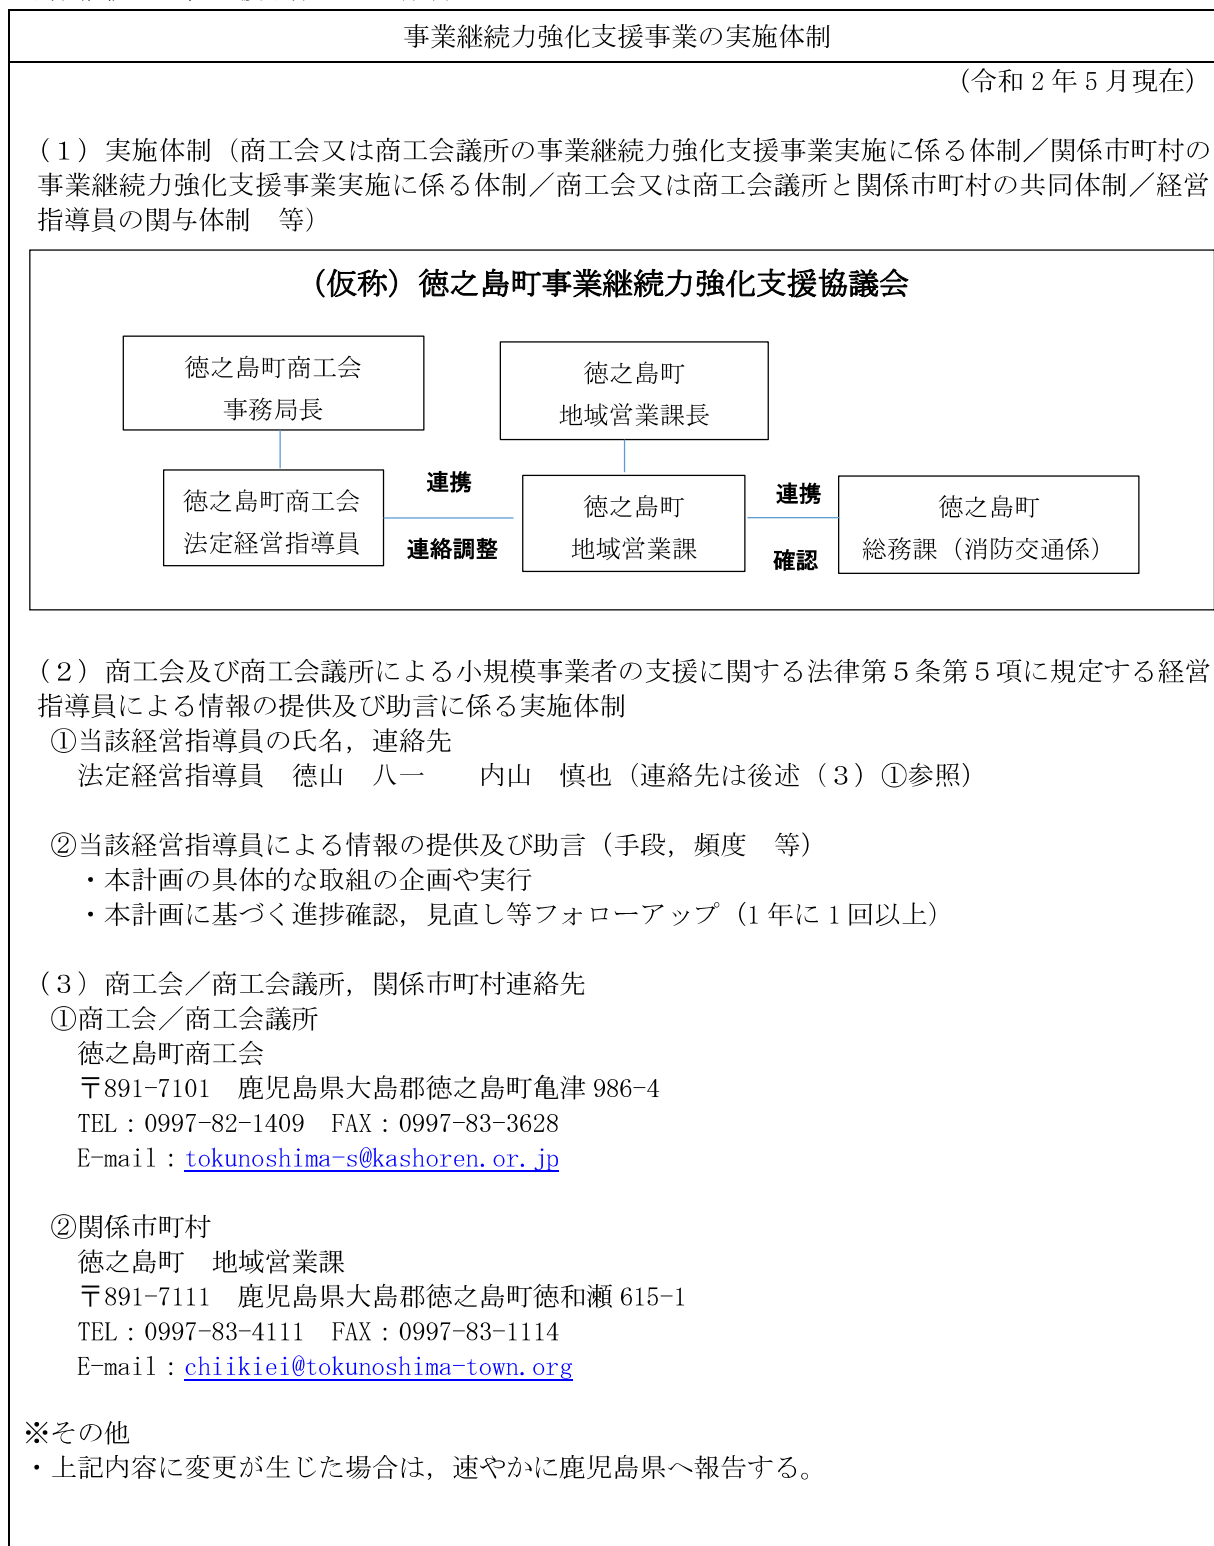 事業継続力強化支援事業の実施体制
（令和２年５月現在）
（１）実施体制（商工会又は商工会議所の事業継続力強化支援事業実施に係る体制／関係市町村の
事業継続力強化支援事業実施に係る体制／商工会又は商工会議所と関係市町村の共同体制／経営
指導員の関与体制　等）
（仮称）徳之島町事業継続力強化支援協議会
徳之島町商工会
事務局長
徳之島町
地域営業課長
徳之島町商工会
法定経営指導員
連携
連絡調整
徳之島町
地域営業課
連携
確認
徳之島町
総務課（消防交通係）
（２）商工会及び商工会議所による小規模事業者の支援に関する法律第５条第５項に規定する経営
指導員による情報の提供及び助言に係る実施体制
①当該経営指導員の氏名，連絡先
法定経営指導員　徳山　八一　　内山　慎也（連絡先は後述（３）①参照）
②当該経営指導員による情報の提供及び助言（手段，頻度　等）
・本計画の具体的な取組の企画や実行
・本計画に基づく進捗確認，見直し等フォローアップ（1 年に 1 回以上）
（３）商工会／商工会議所，関係市町村連絡先
①商工会／商工会議所
徳之島町商工会
〒891-7101　鹿児島県大島郡徳之島町亀津 986-4
TEL：0997-82-1409　FAX：0997-83-3628
E-mail：tokunoshima-s@kashoren.or.jp
②関係市町村
徳之島町　地域営業課
〒891-7111　鹿児島県大島郡徳之島町徳和瀬 615-1
TEL：0997-83-4111　FAX：0997-83-1114
E-mail：chiikiei@tokunoshima-town.org
※その他
・上記内容に変更が生じた場合は，速やかに鹿児島県へ報告する。